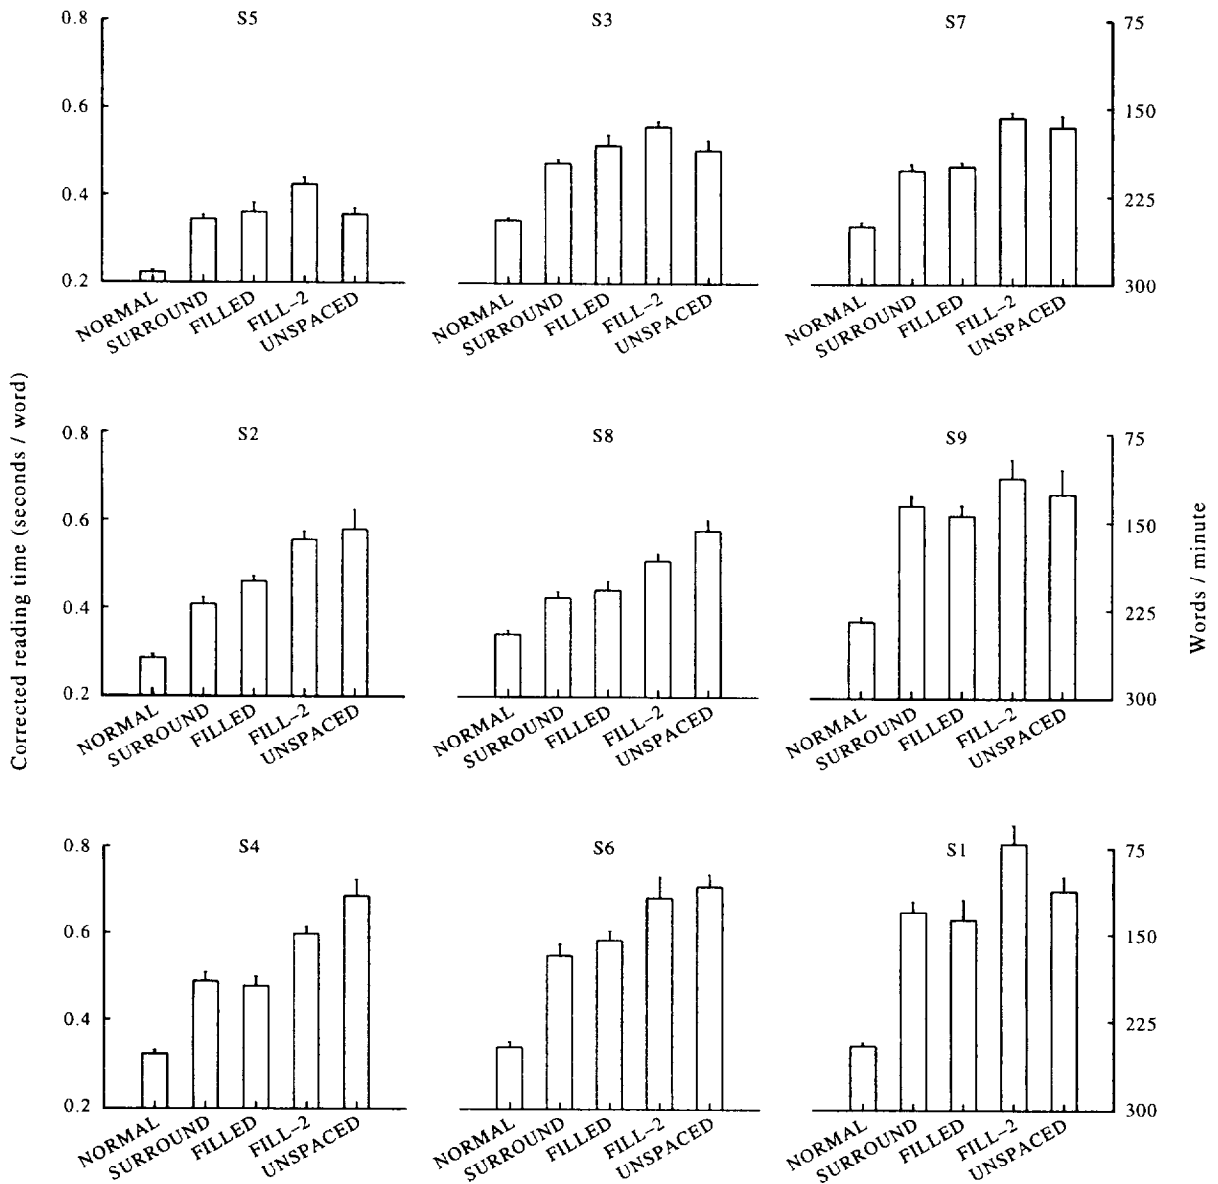 S5 S3 S7
0.8 75
0.6 150
0.4 225
0.2 300
NORMAL SURROUND FILLED FILL–2 UNSPACED NORMAL SURROUND FILLED FILL–2 UNSPACED NORMAL SURROUND FILLED FILL–2 UNSPACED
Corrected reading time (seconds / word)
S2 S8 S9
0.8 75
0.6 150
0.4 225
0.2 300
Words / minute
NORMAL SURROUND FILLED FILL–2 UNSPACED NORMAL SURROUND FILLED FILL–2 UNSPACED NORMAL SURROUND FILLED FILL–2 UNSPACED
S4 S6 S1
0.8 75
0.6 150
0.4 225
0.2 300
NORMAL SURROUND FILLED FILL–2 UNSPACED NORMAL SURROUND FILLED FILL–2 UNSPACED NORMAL SURROUND FILLED FILL–2 UNSPACED